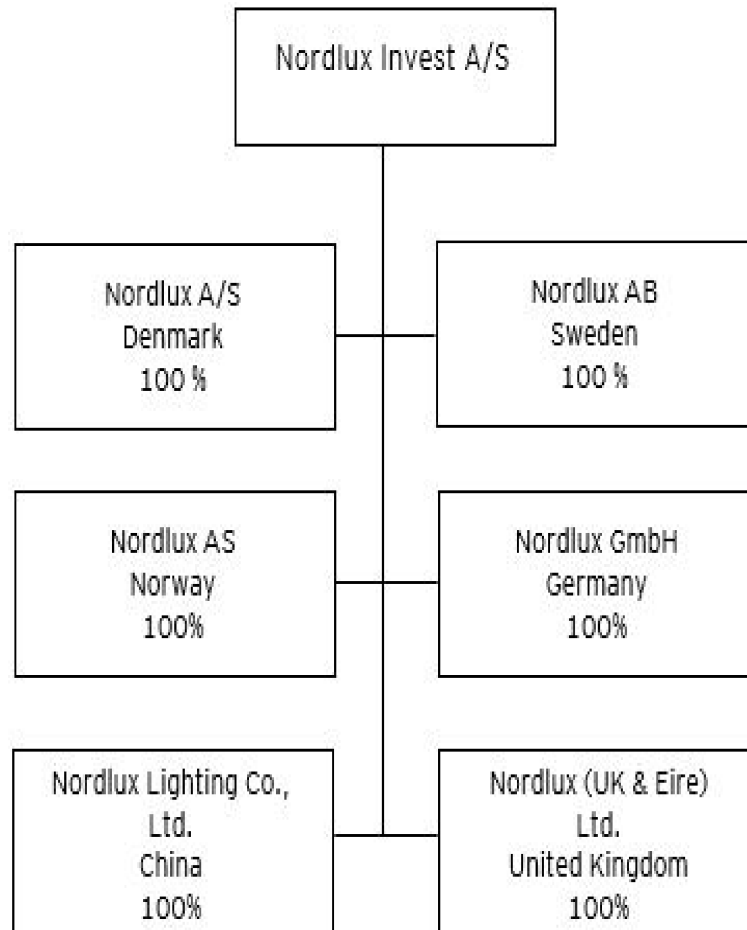 Nordlux Invest A/S
Nordlux A/S
Denmark
100 %
Nordlux AB
Sweden
100 %
Nordlux AS
Norway
100%
Nordlux GmbH
Germany
100%
Nordlux Lighting Co.,
Ltd.
China
100%
Nordlux (UK & Eire)
Ltd.
United Kingdom
100%